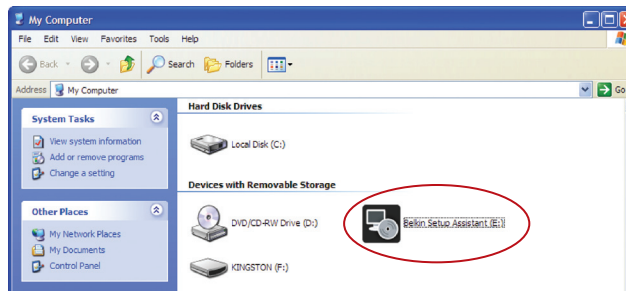 My Computer
File Edit View Favorites Tools Help
Back Search Folders
Address My Computer Go
System Tasks
View system information
Add or remove programs
Change a setting
Other Places
My Network Places
My Documents
Control Panel
Hard Disk Drives
Local Disk (C:)
Devices with Removable Storage
DVD/CD-RW Drive (D:)
Belkin Setup Assistant (E:)
KINGSTON (F:)